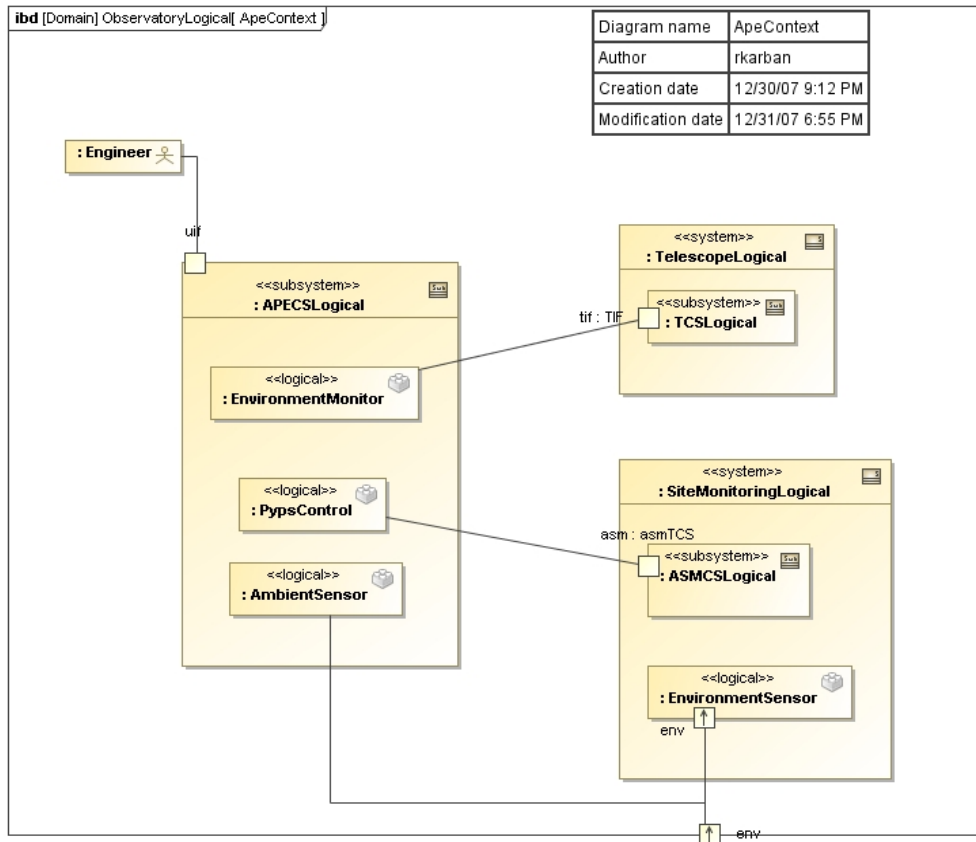 ibd [Domain] ObservatoryLogical[ ApeContext ]
Diagram name ApeContext
Author rkarban
Creation date 12/30/07 9:12 PM
Modification date 12/31/07 6:55 PM
: Engineer
uif
<<subsystem>>
: APECSLogical
<<system>>
: TelescopeLogical
<<subsystem>>
: TCSLogical
tif : TIF
<<logical>>
: EnvironmentMonitor
<<logical>>
: PypsControl
<<logical>>
: AmbientSensor
<<system>>
: SiteMonitoringLogical
asm : asmTCS
<<subsystem>>
: ASMCSLogical
<<logical>>
: EnvironmentSensor
env
env